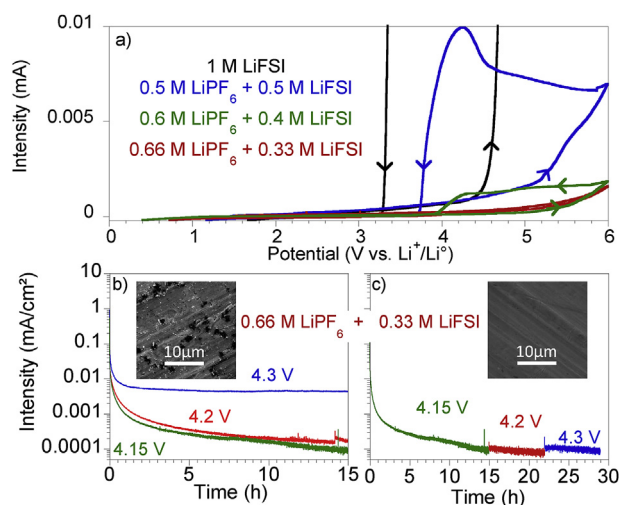 0.01
a)
1 M LiFSI
0.5 M LiPF6 + 0.5 M LiFSI
0.6 M LiPF6 + 0.4 M LiFSI
0.66 M LiPF6 + 0.33 M LiFSI
0.005
0
Intensity (mA)
0 1 2 3 4 5 6
Potential (V vs. Li+/Li°)
10
b)
c)
1
0.66 M LiPF6 + 0.33 M LiFSI
0.1
10µm
10µm
0.01
4.3 V
0.001
4.2 V
4.15 V
4.2 V
4.3 V
0.0001
4.15 V
Intensity (mA/cm²)
0 5 10 15
0 5 10 15 20 25 30
Time (h)
Time (h)